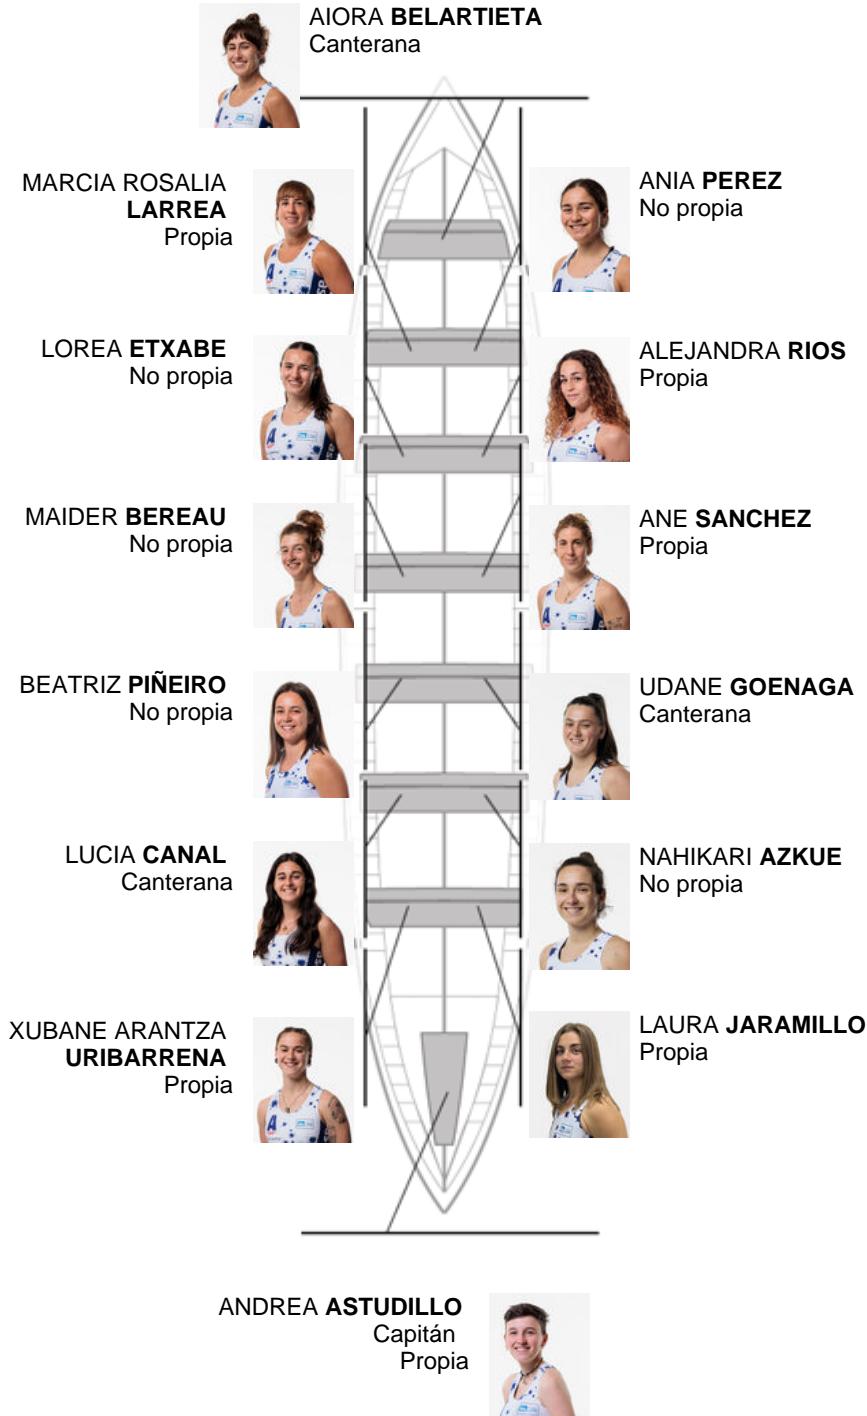 AIORA BELARTIETA
Canterana
MARCIA ROSALIA
LARREA
Propia
ANIA PEREZ
No propia
LOREA ETXABE
No propia
ALEJANDRA RIOS
Propia
MAIDER BEREAU
No propia
ANE SANCHEZ
Propia
BEATRIZ PIÑEIRO
No propia
UDANE GOENAGA
Canterana
LUCIA CANAL
Canterana
NAHIKARI AZKUE
No propia
XUBANE ARANTZA
URIBARRENA
Propia
LAURA JARAMILLO
Propia
ANDREA ASTUDILLO
Capitán
Propia